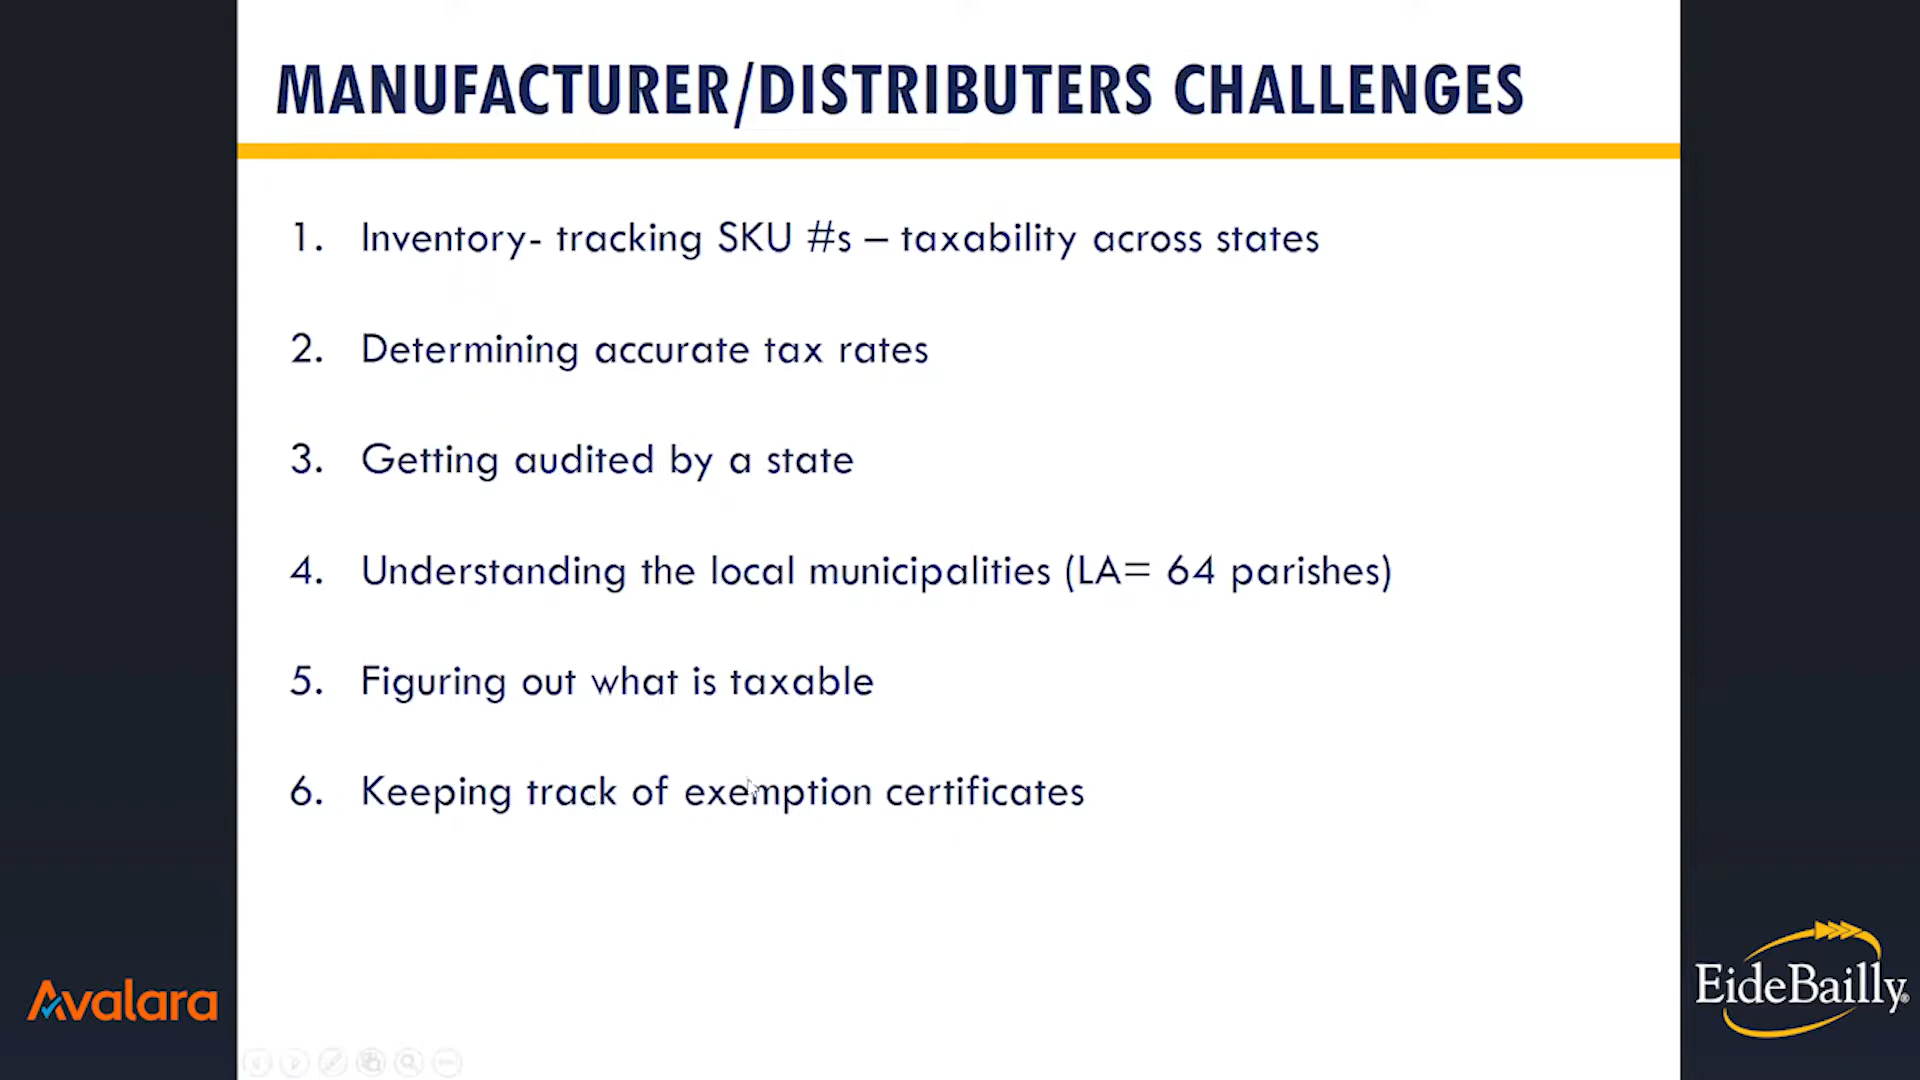 MANUFACTURER/DISTRIBUTERS CHALLENGES
1. Inventory- tracking SKU #s – taxability across states
2. Determining accurate tax rates
3. Getting audited by a state
4. Understanding the local municipalities (LA= 64 parishes)
5. Figuring out what is taxable
6. Keeping track of exemption certificates
Avalara
EideBailly®